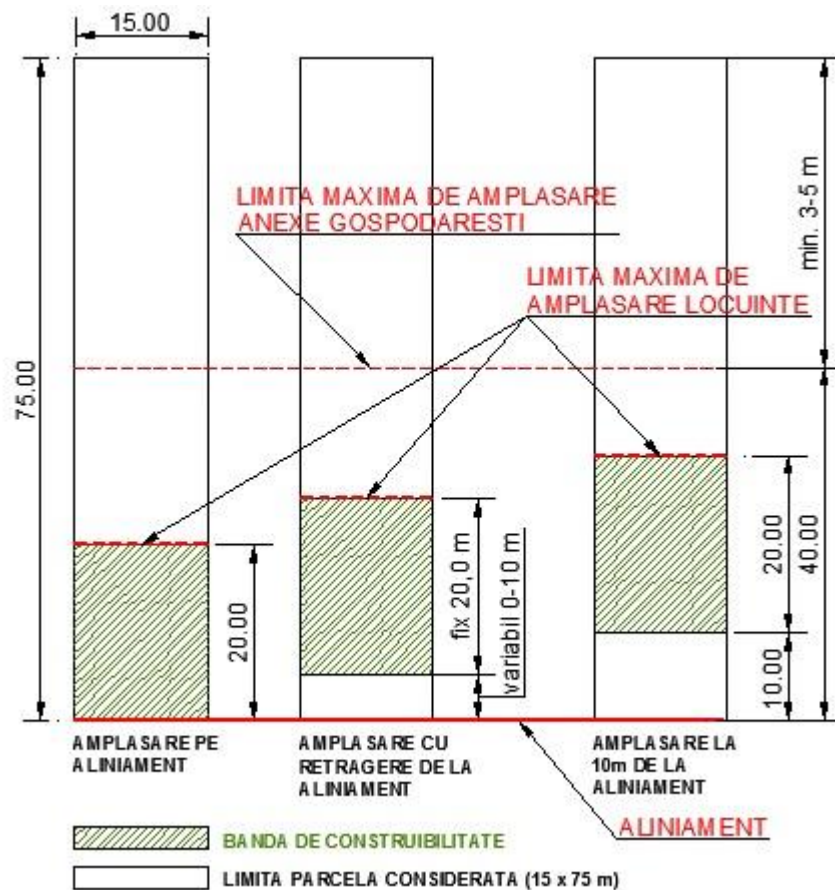 15.00
LIMITA MAXIMA DE AMPLASARE
ANEXE GOSPODARESTI
LIMITA MAXIMA DE
AMPLASARE LOCUINTE
min. 3-5 m
75.00
20.00
fix 20,0 m
variabil 0-10 m
20.00
40.00
10.00
AMPLASARE PE
ALINIAMENT
AMPLASARE CU
RETRAGERE DE LA
ALINIAMENT
AMPLASARE LA
10m DE LA
ALINIAMENT
ALINIAMENT
BANDA DE CONSTRUIBILITATE
LIMITA PARCELA CONSIDERATA (15 x 75 m)